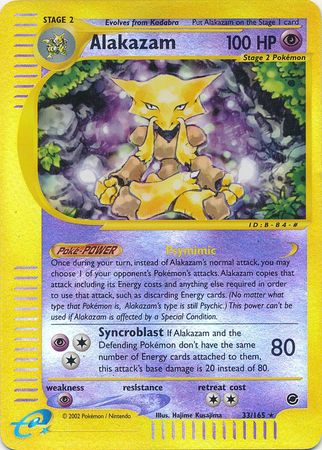 STAGE 2
Evolves from Kadabra
Put Alakazam on the Stage 1 card
Alakazam
100 HP
Stage 2 Pokémon
ID:B-84-#
Poké-POWER Psymimic
Once during your turn, instead of Alakazam's normal attack, you may
choose 1 of your opponent's Pokémon's attacks. Alakazam copies that
attack including its Energy costs and anything else required in order
to use that attack, such as discarding Energy cards. (No matter what
type that Pokémon is, Alakazam's type is still Psychic.) This power can't
be used if Alakazam is affected by a Special Condition.
Syncroblast If Alakazam and the
Defending Pokémon don't have the same
number of Energy cards attached to them,
this attack's base damage is 20 instead of 80.
80
weakness
resistance
retreat cost
e
© 2002 Pokémon / Nintendo
Illus. Hajime Kusajima
33/165 ★